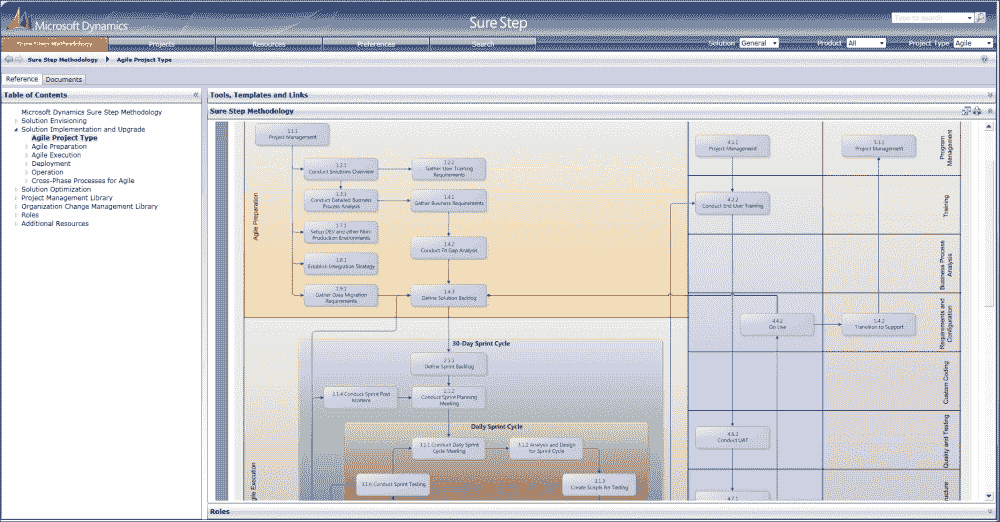 Microsoft Dynamics
Sure Step
Type to search
Sure Step Methodology
Projects
Resources
Preferences
Search
Solution General
Product All
Project Type Agile
Sure Step Methodology Agile Project Type
Reference Documents
Table of Contents
Microsoft Dynamics Sure Step Methodology
Solution Envisioning
Solution Implementation and Upgrade
Agile Project Type
Agile Preparation
Agile Execution
Deployment
Operation
Cross-Phase Processes for Agile
Solution Optimization
Project Management Library
Organization Change Management Library
Roles
Additional Resources
Tools, Templates and Links
Sure Step Methodology
Agile Preparation
1.1.1
Project Management
1.2.1
Conduct Solutions Overview
1.2.2
Gather User Training
Requirements
1.3.1
Conduct Detailed Business
Process Analysis
1.4.1
Gather Business Requirements
1.7.1
Setup DEV and other Non-
Production Environments
1.4.2
Conduct Fit Gap Analysis
1.8.1
Establish Integration Strategy
1.9.1
Gather Data Migration
Requirements
1.4.3
Define Solution Backlog
30-Day Sprint Cycle
Define Sprint Backlog
2.1.4 Conduct Sprint Post
Mortem
2.1.2
Conduct Sprint Planning
Meeting
Daily Sprint Cycle
3.1.1 Conduct Daily Sprint
Cycle Meeting
3.1.2 Analysis and Design
for Sprint Cycle
3.1.6 Conduct Sprint Testing
3.1.3
Create Scripts for Testing
gile Execution
4.1.1
Project Management
5.1.1
Project Management
4.2.2
Conduct End User Training
4.4.2
Go Live
5.4.2
Transition to Support
4.6.2
Conduct UAT
4.7.1
Program
Management
Training
Business Process
Analysis
Requirements and
Configuration
Custom Coding
Quality and Testing
ructure
Roles